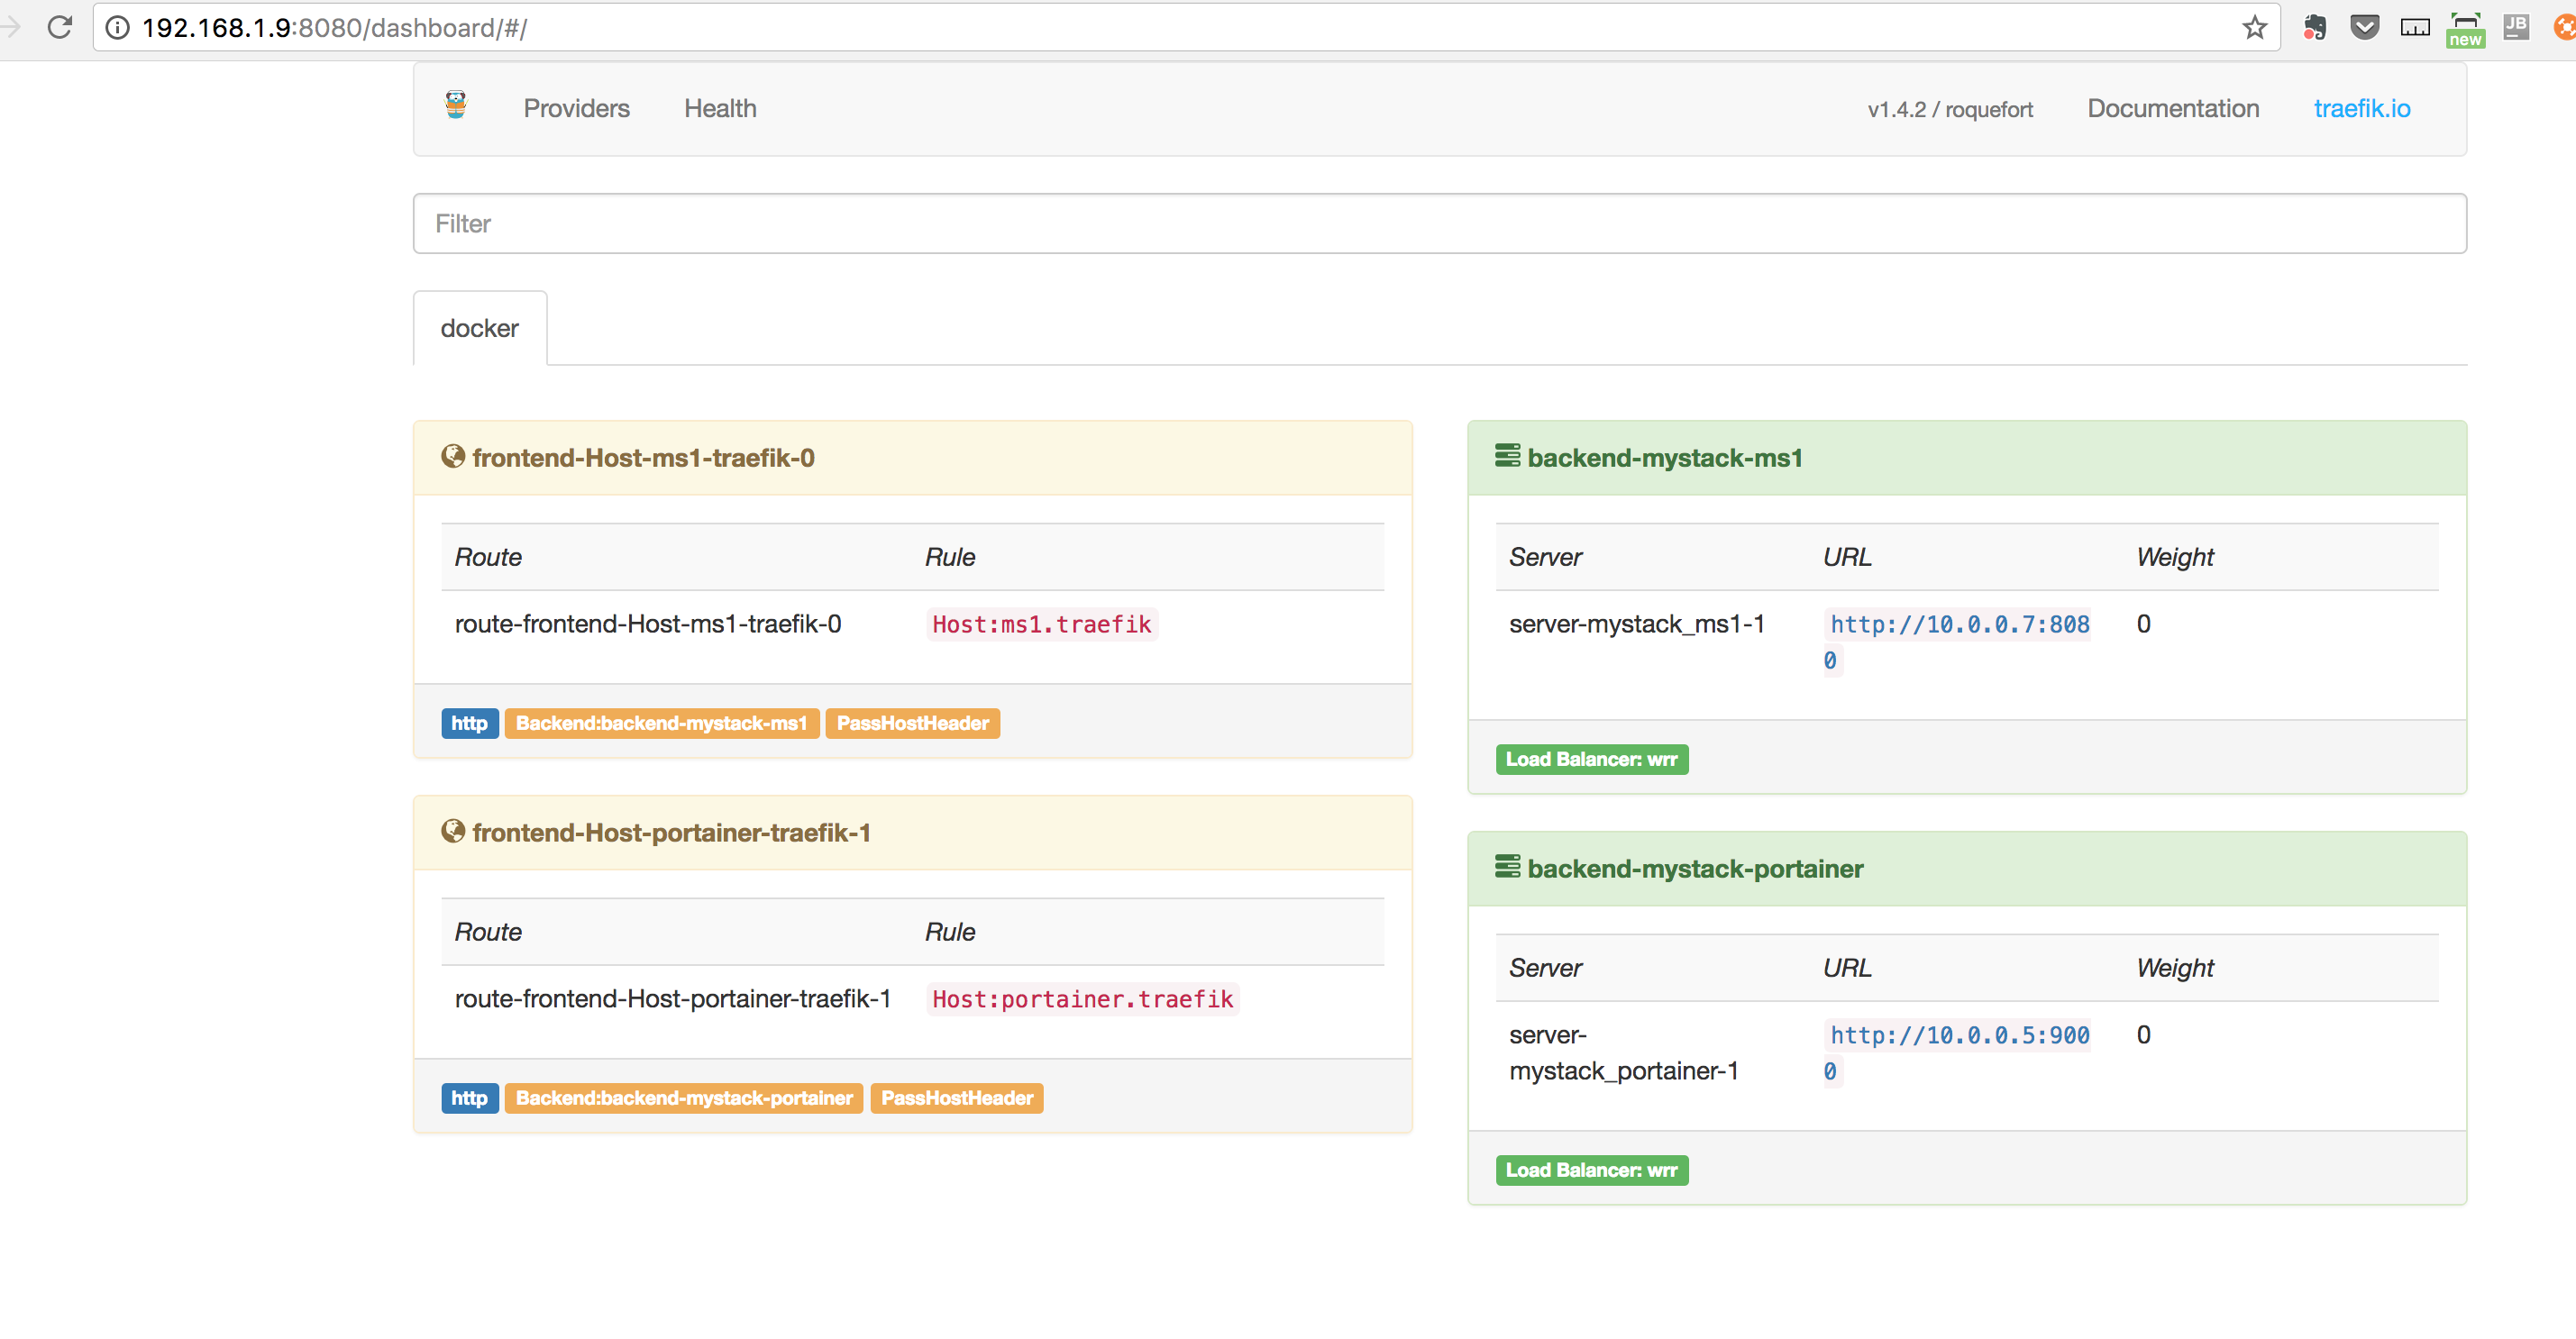 192.168.1.9:8080/dashboard/#/
new
JB
Providers Health v1.4.2 / roquefort Documentation traefik.io
Filter
docker
frontend-Host-ms1-traefik-0
Route Rule
route-frontend-Host-ms1-traefik-0 Host:ms1.traefik
http Backend:backend-mystack-ms1 PassHostHeader
frontend-Host-portainer-traefik-1
Route Rule
route-frontend-Host-portainer-traefik-1 Host:portainer.traefik
http Backend:backend-mystack-portainer PassHostHeader
backend-mystack-ms1
Server URL Weight
server-mystack_ms1-1 http://10.0.0.7:808 0
0
Load Balancer: wrr
backend-mystack-portainer
Server URL Weight
server- http://10.0.0.5:900 0
mystack_portainer-1 0
Load Balancer: wrr